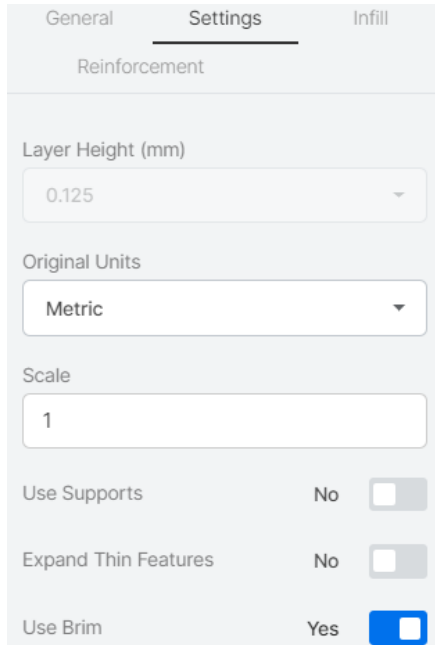 General Settings Infill
Reinforcement
Layer Height (mm)
0.125
Original Units
Metric
Scale
1
Use Supports No
Expand Thin Features No
Use Brim Yes